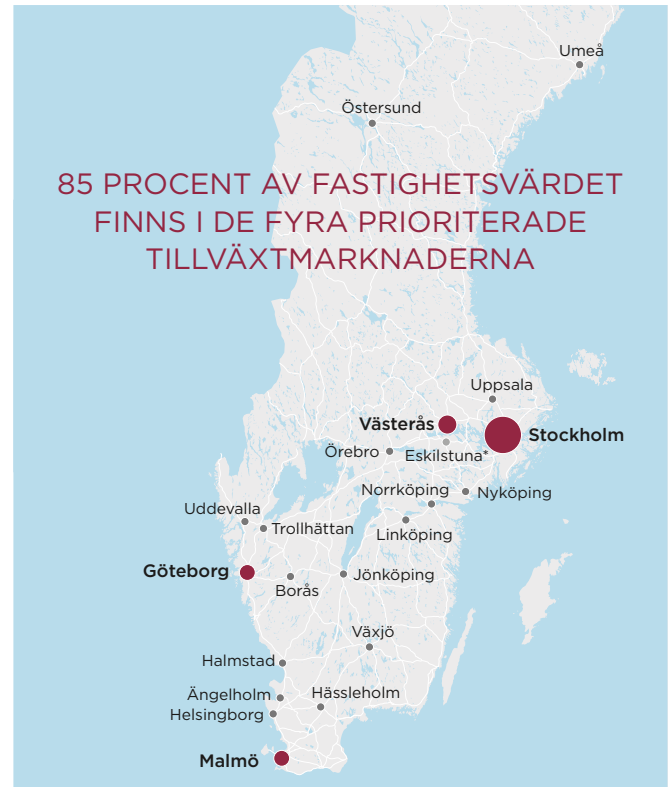 Umeå
Östersund
85 PROCENT AV FASTIGHETSVÄRDET
FINNS I DE FYRA PRIORITERADE
TILLVÄXTMARKNADERNA
Uppsala
Västerås
Stockholm
Örebro
Eskilstuna*
Norrköping
Nyköping
Uddevalla
Trollhättan
Linköping
Göteborg
Jönköping
Borås
Växjö
Halmstad
Ängelholm
Hässleholm
Helsingborg
Malmö